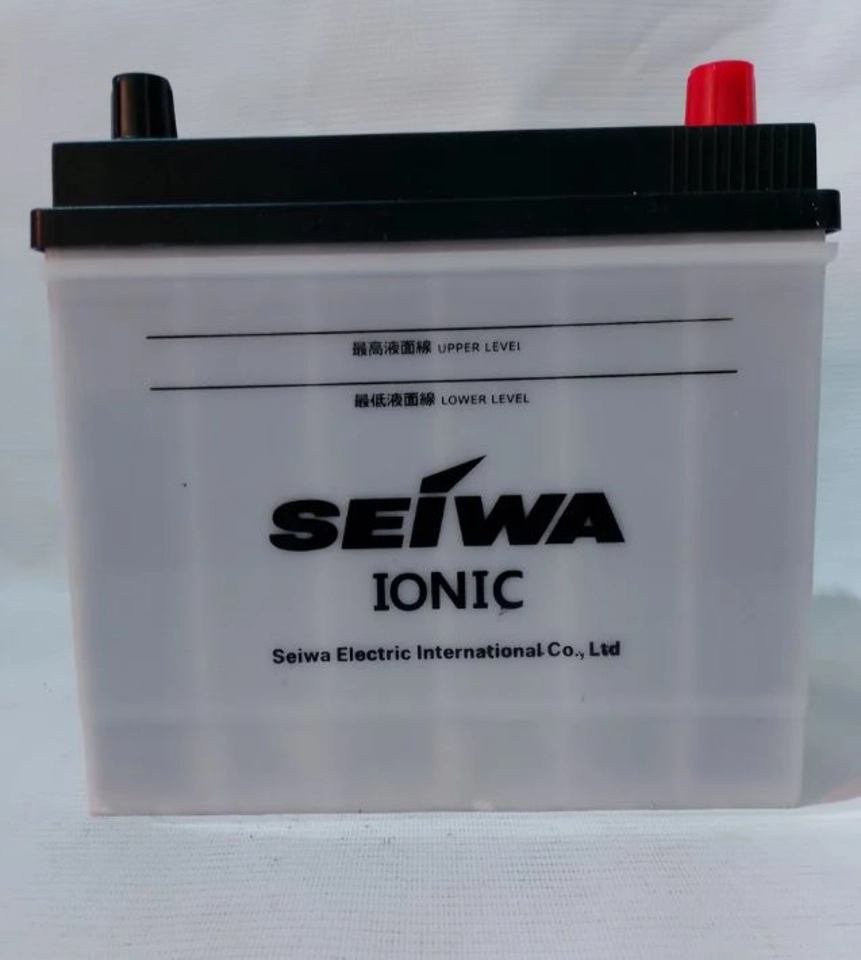 最高液面線 UPPER LEVEL
最低液面線 LOWER LEVEL
SEIWA
IONIC
Seiwa Electric International Co., Ltd